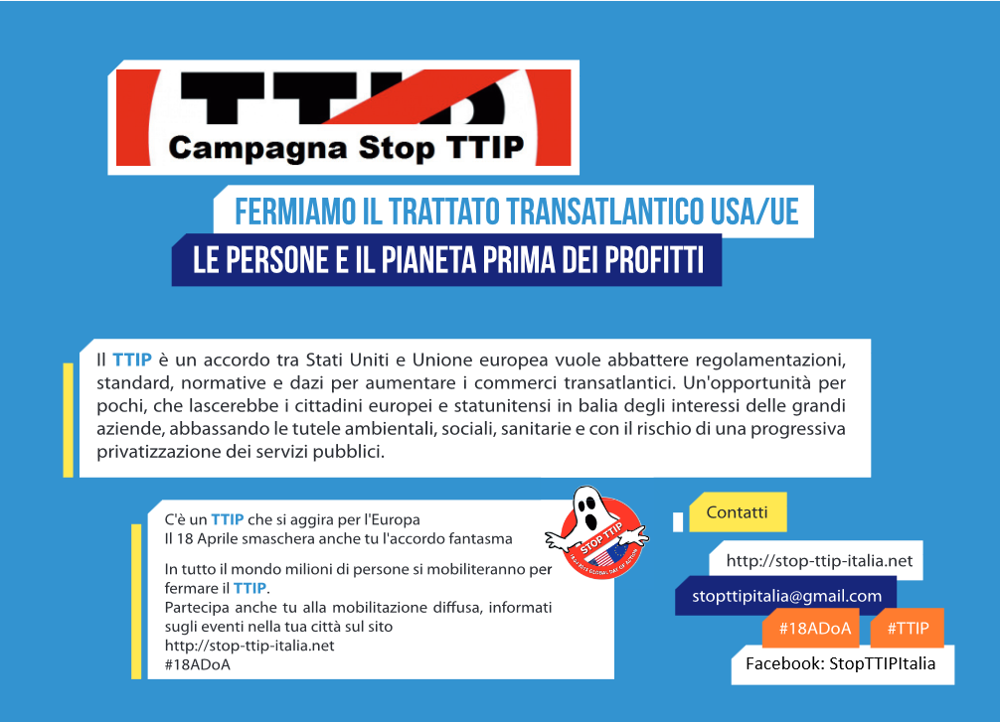 TTIP
Campagna Stop TTIP
FERMIAMO IL TRATTATO TRANSATLANTICO USA/UE
LE PERSONE E IL PIANETA PRIMA DEI PROFITTI
Il TTIP è un accordo tra Stati Uniti e Unione europea vuole abbattere regolamentazioni,
standard, normative e dazi per aumentare i commerci transatlantici. Un'opportunità per
pochi, che lascerebbe i cittadini europei e statunitensi in balia degli interessi delle grandi
aziende, abbassando le tutele ambientali, sociali, sanitarie e con il rischio di una progressiva
privatizzazione dei servizi pubblici.
C'è un TTIP che si aggira per l'Europa
Il 18 Aprile smaschera anche tu l'accordo fantasma
In tutto il mondo milioni di persone si mobiliteranno per
fermare il TTIP.
Partecipa anche tu alla mobilitazione diffusa, informati
sugli eventi nella tua città sul sito
http://stop-ttip-italia.net
#18ADoA
STOP TTIP
GLOBAL DAY OF ACTION
Contatti
http://stop-ttip-italia.net
stopttipitalia@gmail.com
#18ADoA #TTIP
Facebook: StopTTIPItalia